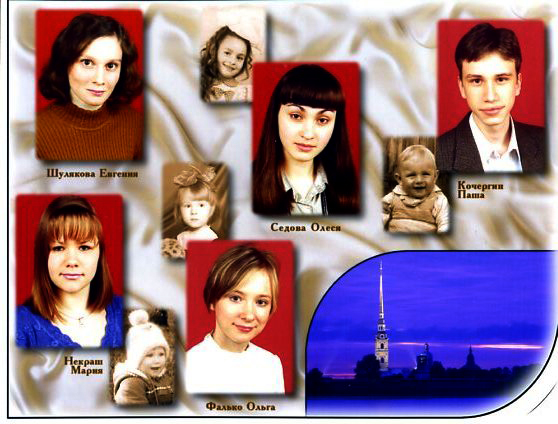 Шулякова Евгения
Седова Олеся
Кочергин
Паша
Некраш
Мария
Фалько Ольга